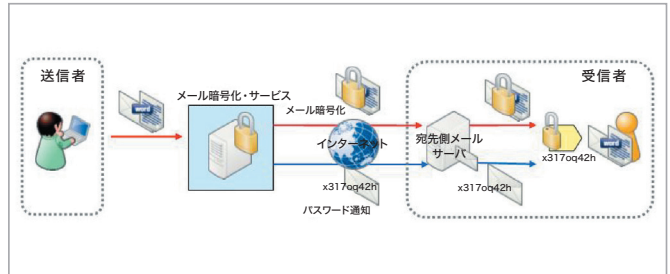 送信者
受信者
word
メール暗号化・サービス
メール暗号化
インターネット
宛先側メール
サーバ
x317oq42h
x317oq42h
x317oq42h
word
パスワード通知